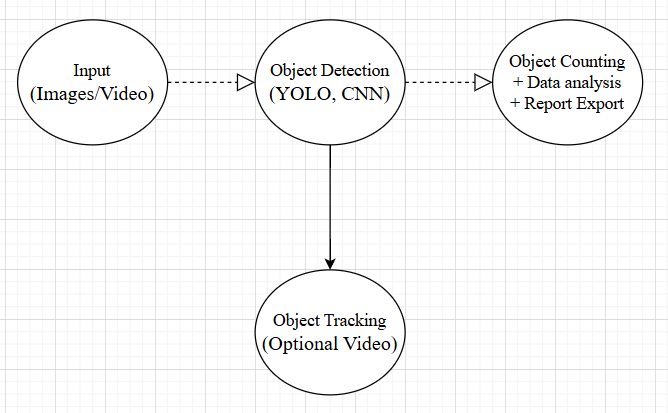 Input
(Images/Video)
Object Detection
(YOLO, CNN)
Object Counting
+ Data analysis
+ Report Export
Object Tracking
(Optional Video)